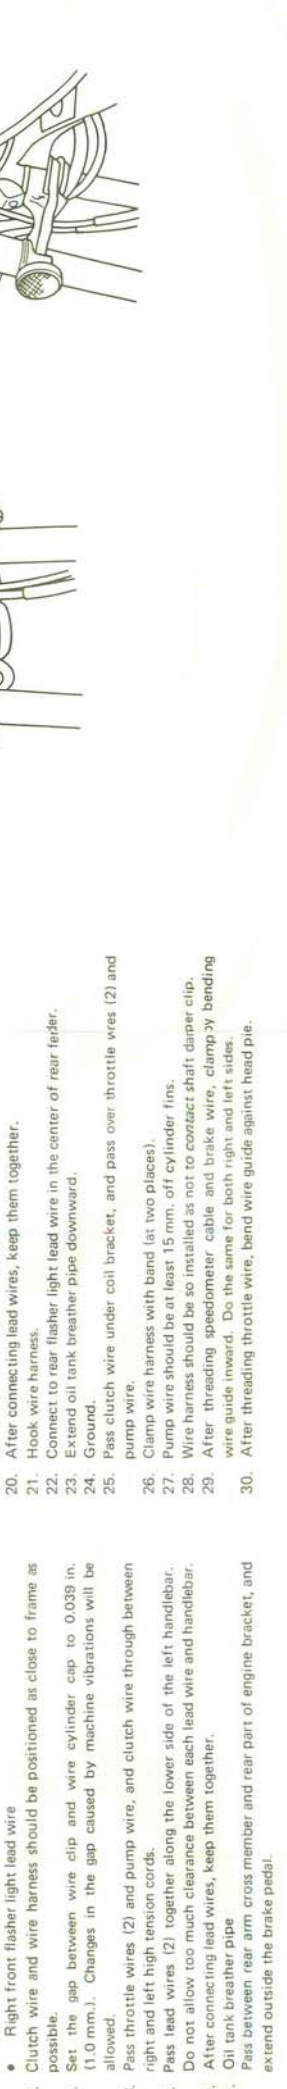 • Right front flasher light lead wire
Clutch wire and wire harness should be positioned as close to frame as
possible.
Set the gap between wire clip and wire cylinder cap to 0.039 in.
(1.0 mm.). Changes in the gap caused by machine vibrations will be
allowed.
Pass throttle wires (2) and pump wire, and clutch wire through between
right and left high tension cords.
Pass lead wires (2) together along the lower side of the left handlebar.
Do not allow too much clearance between each lead wire and handlebar.
After connecting lead wires, keep them together.
Oil tank breather pipe
Pass between rear arm cross member and rear part of engine bracket, and
extend outside the brake pedal.
20. After connecting lead wires, keep them together.
21. Hook wire harness.
22. Connect to rear flasher light lead wire in the center of rear
23. Extend oil tank breather pipe downward.
24. Ground.
25. Pass clutch wire under coil bracket, and pass over throttle (2) and
pump wire.
26. Clamp wire harness with band (at two places).
27. Pump wire should be at least 15 mm. off cylinder fins.
28. Wire harness should be so installed as not to contact shaft clip.
29. After threading speedometer cable and brake wire, clamp bending
wire guide inward. Do the same for both right and left sides.
30. After threading throttle wire, bend wire guide against head